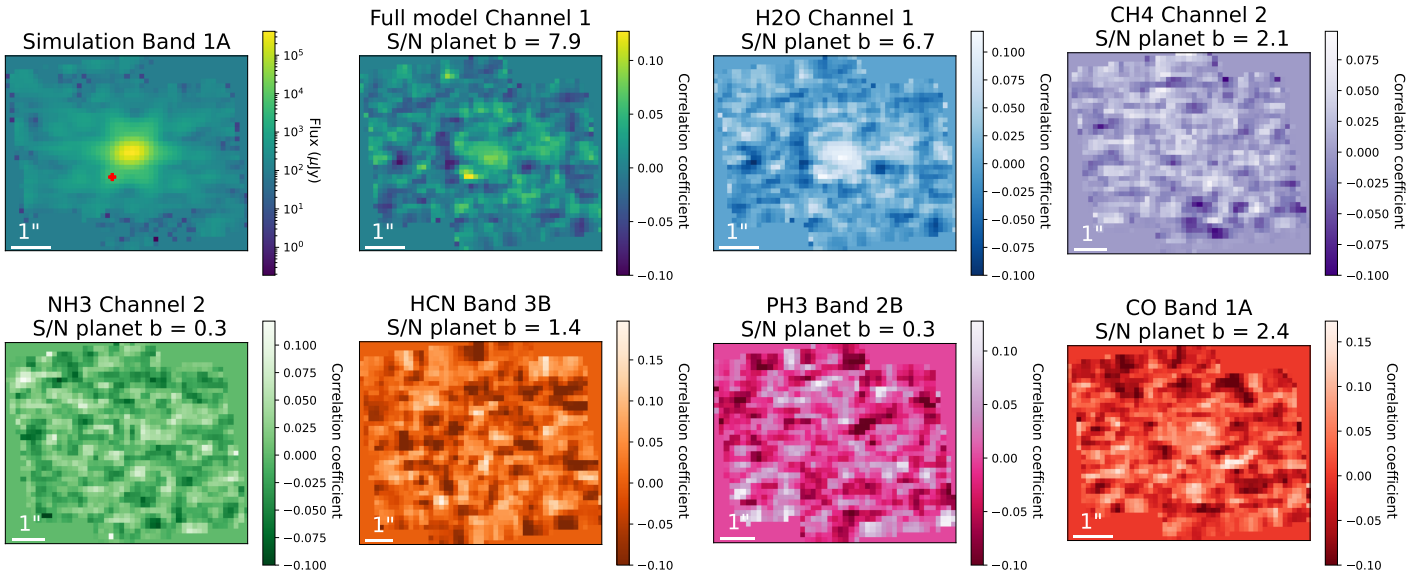 Simulation Band 1A
1"
10^5
10^4
10^3
10^2
10^1
10^0
Flux (μJy)
Full model Channel 1
S/N planet b = 7.9
1"
0.10
0.05
0.00
−0.05
−0.10
Correlation coefficient
H2O Channel 1
S/N planet b = 6.7
1"
0.100
0.075
0.050
0.025
0.000
−0.025
−0.050
−0.075
−0.100
Correlation coefficient
CH4 Channel 2
S/N planet b = 2.1
1"
0.075
0.050
0.025
0.000
−0.025
−0.050
−0.075
−0.100
Correlation coefficient
NH3 Channel 2
S/N planet b = 0.3
1"
0.100
0.075
0.050
0.025
0.000
−0.025
−0.050
−0.075
−0.100
Correlation coefficient
HCN Band 3B
S/N planet b = 1.4
1"
0.15
0.10
0.05
0.00
−0.05
−0.10
Correlation coefficient
PH3 Band 2B
S/N planet b = 0.3
1"
0.10
0.05
0.00
−0.05
−0.10
Correlation coefficient
CO Band 1A
S/N planet b = 2.4
1"
0.15
0.10
0.05
0.00
−0.05
−0.10
Correlation coefficient